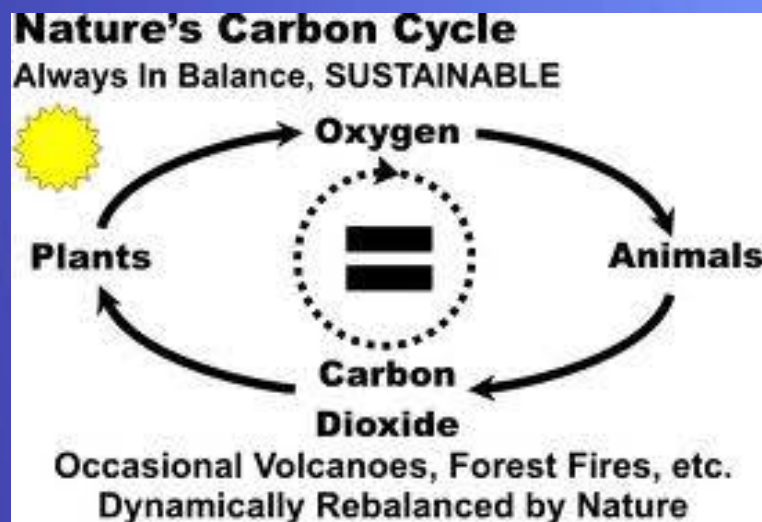 Nature's Carbon Cycle
Always In Balance, SUSTAINABLE
Oxygen
Plants
Animals
Carbon
Dioxide
Occasional Volcanoes, Forest Fires, etc.
Dynamically Rebalanced by Nature